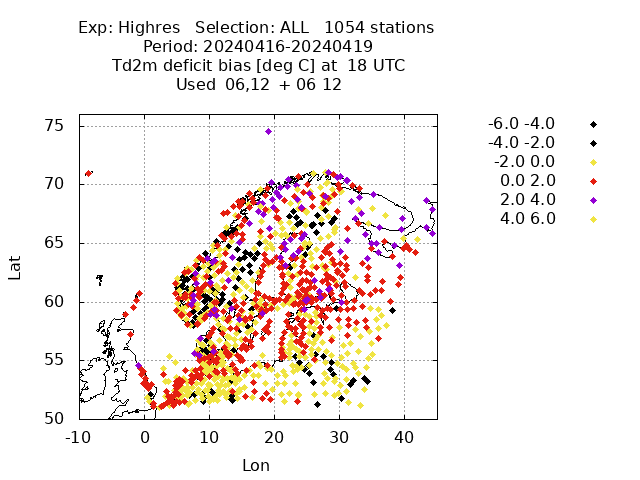 Exp: Highres   Selection: ALL   1054 stations
Period: 20240416-20240419
Td2m deficit bias [deg C] at  18 UTC
Used  06,12  + 06 12
-6.0 -4.0
-4.0 -2.0
-2.0 0.0
0.0 2.0
2.0 4.0
4.0 6.0
75
70
65
60
55
50
Lat
-10 0 10 20 30 40
Lon